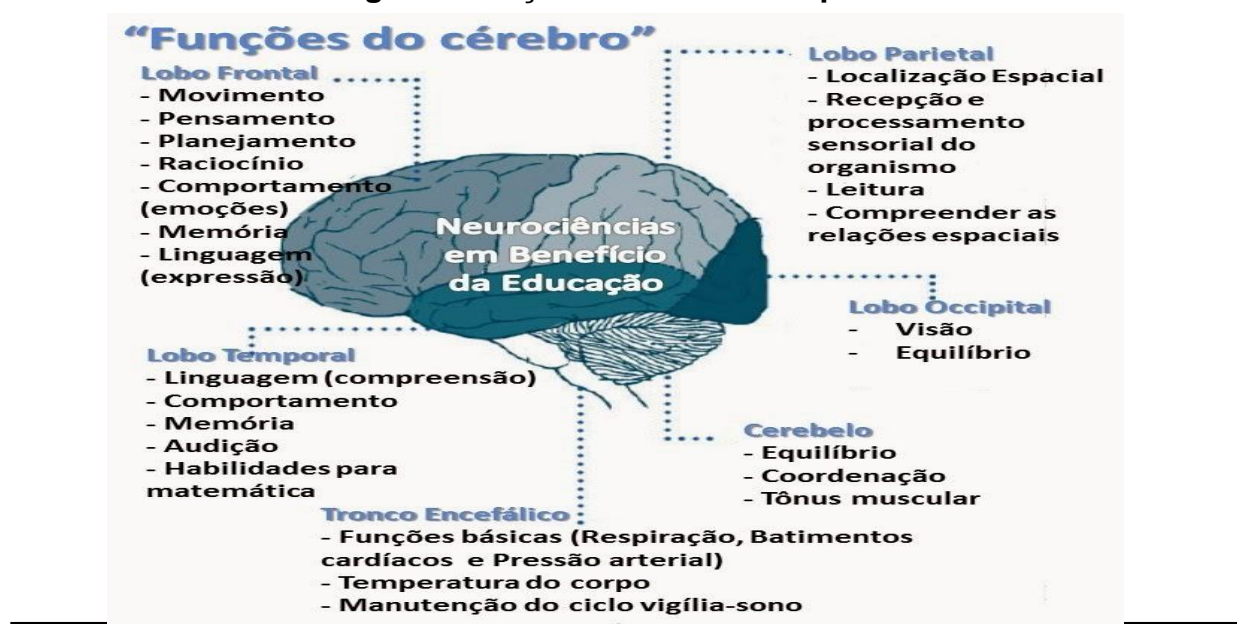 “Funções do cérebro”
Lobo Frontal
- Movimento
- Pensamento
- Planejamento
- Raciocínio
- Comportamento
(emoções)
- Memória
- Linguagem
(expressão)
Lobo Parietal
- Localização Espacial
- Recepção e
processamento
sensorial do
organismo
- Leitura
- Compreender as
relações espaciais
Neurociências
em Benefício
da Educação
Lobo Occipital
- Visão
- Equilíbrio
Lobo Temporal
- Linguagem (compreensão)
- Comportamento
- Memória
- Audição
- Habilidades para
matemática
Cerebelo
- Equilíbrio
- Coordenação
- Tônus muscular
Tronco Encefálico
- Funções básicas (Respiração, Batimentos
cardíacos e Pressão arterial)
- Temperatura do corpo
- Manutenção do ciclo vigília-sono